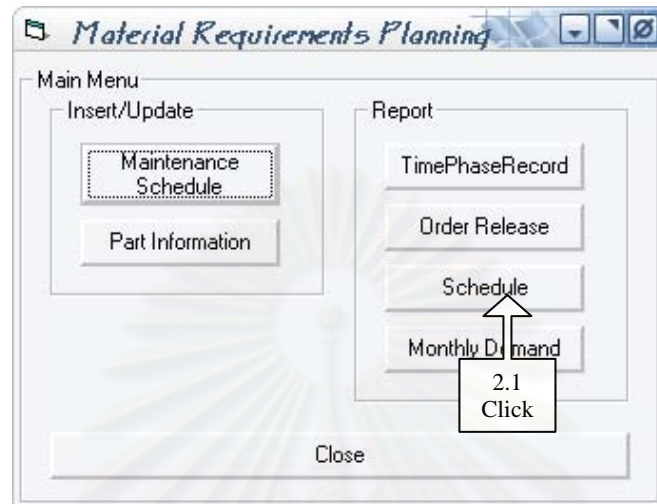 Material Requirements Planning
Main Menu
Insert/Update
Maintenance
Schedule
Part Information
Report
TimePhaseRecord
Order Release
Schedule
Monthly Demand
2.1
Click
Close